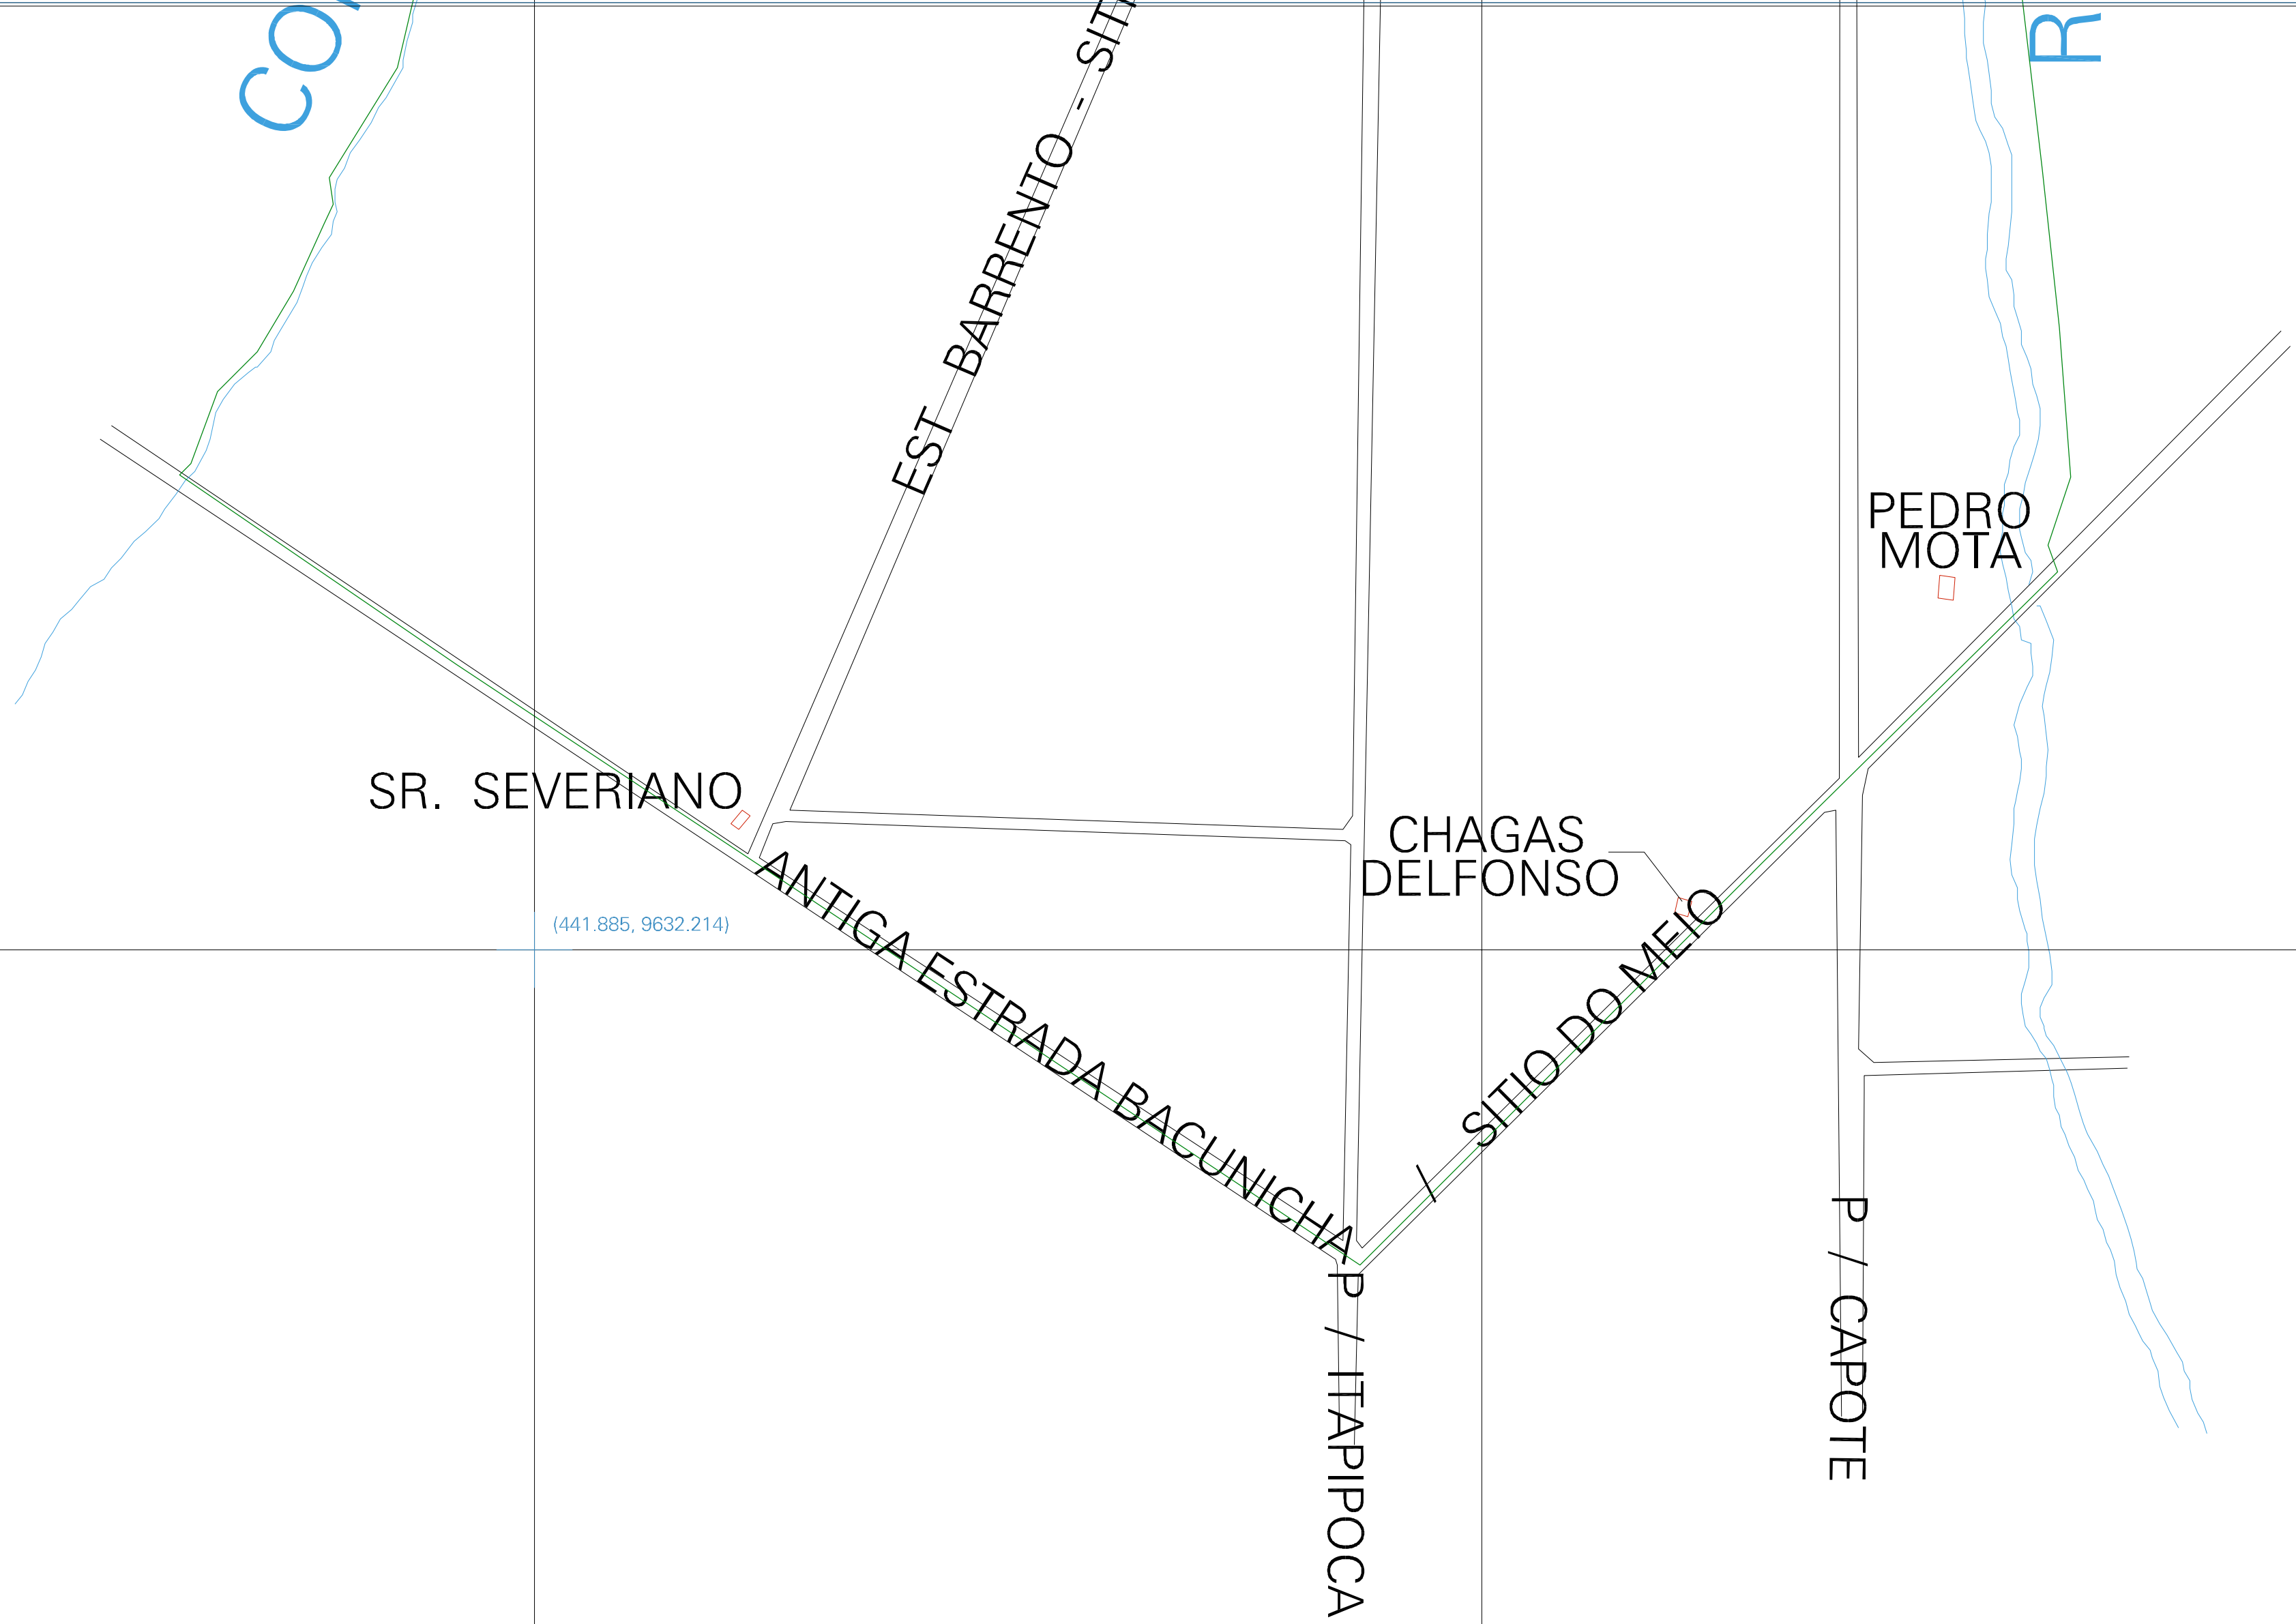 EST BARRENTO -
PEDRO
MOTA
SR. SEVERIANO
CHAGAS
DELFONSO
(441.885, 9632.214)
ANTIGA ESTRADA BACUNICHA / SITIO DO MEIO
P / ITAPIPOCA
P / CAPOTE